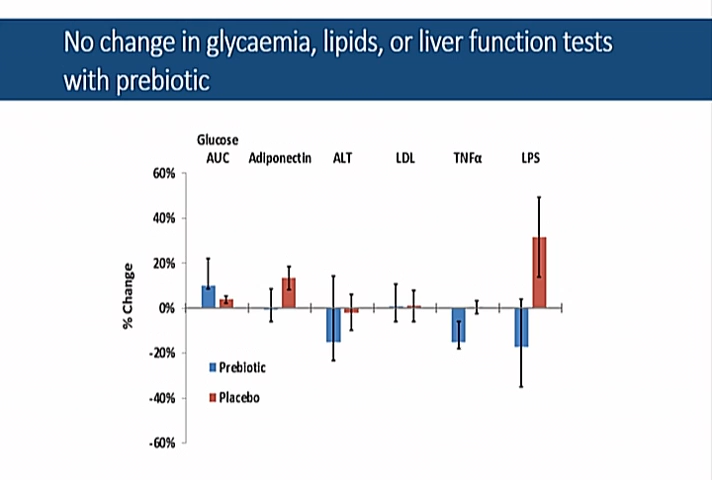 No change in glycaemia, lipids, or liver function tests
with prebiotic
Glucose
AUC Adiponectin ALT LDL TNFα LPS
60%
40%
20%
0%
-20%
-40%
-60%
% Change
Prebiotic
Placebo